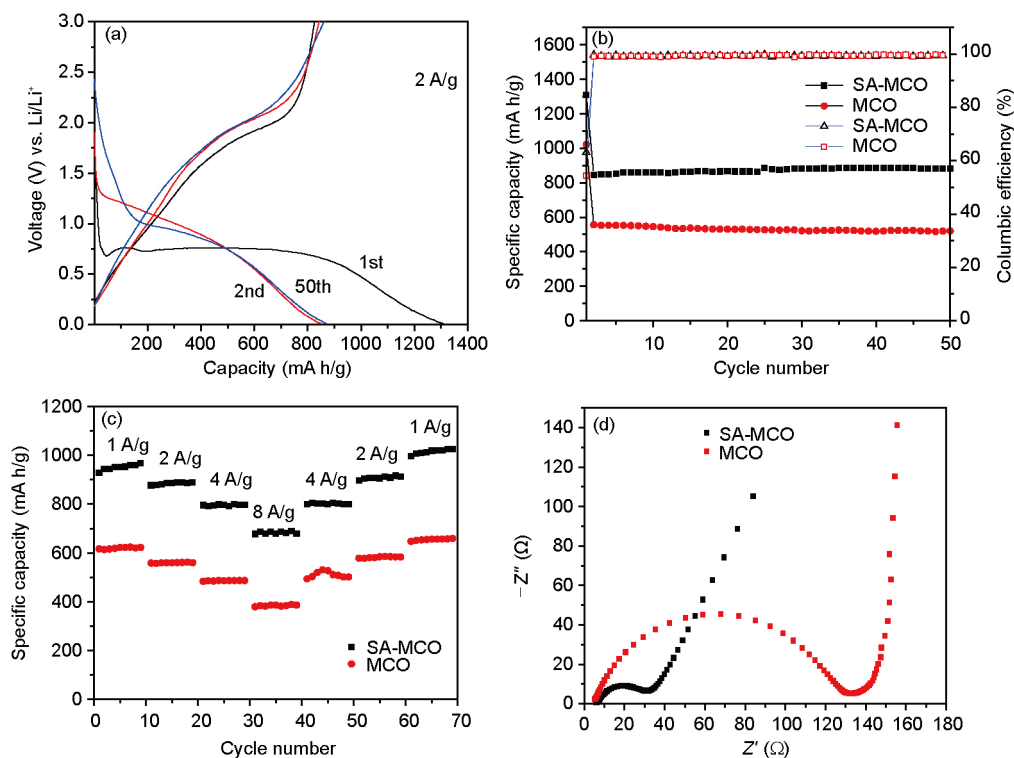 (a)
2 A/g
1st
2nd
50th
Voltage (V) vs. Li/Li⁺
3.0
2.5
2.0
1.5
1.0
0.5
0.0
200 400 600 800 1000 1200 1400
Capacity (mA h/g)
(b)
SA-MCO
MCO
SA-MCO
MCO
Specific capacity (mA h/g)
1600
1400
1200
1000
800
600
400
200
0
Columbic efficiency (%)
100
80
60
40
20
0
10 20 30 40 50
Cycle number
(c)
1 A/g
2 A/g
4 A/g
8 A/g
4 A/g
2 A/g
1 A/g
SA-MCO
MCO
Specific capacity (mA h/g)
1200
1000
800
600
400
200
0
0 10 20 30 40 50 60 70
Cycle number
(d)
SA-MCO
MCO
−Z″ (Ω)
140
120
100
80
60
40
20
0
0 20 40 60 80 100 120 140 160 180
Z′ (Ω)